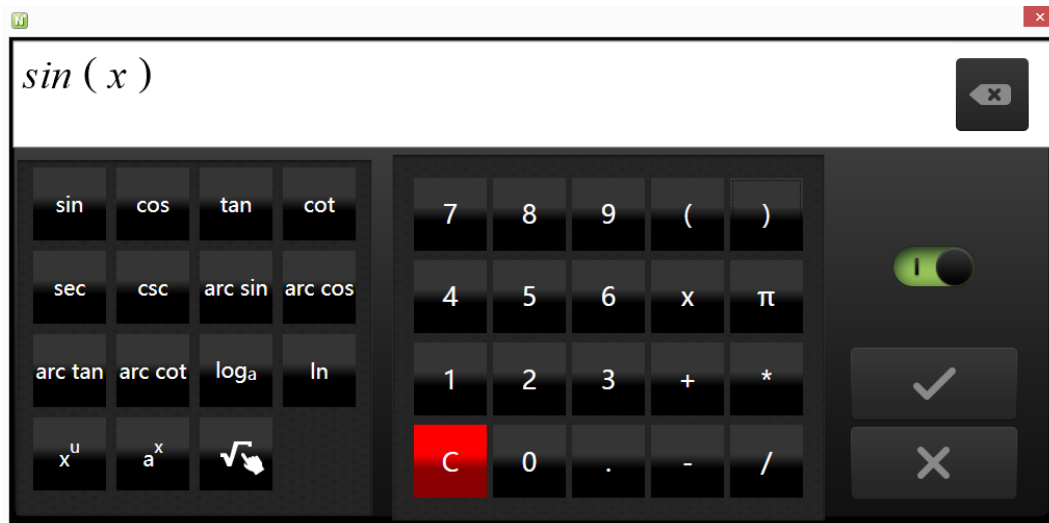 N
sin ( x )
sin cos tan cot
sec csc arc sin arc cos
arc tan arc cot logₐ ln
xᵘ aˣ √
7 8 9 ( )
4 5 6 x π
1 2 3 + *
C 0 . - /